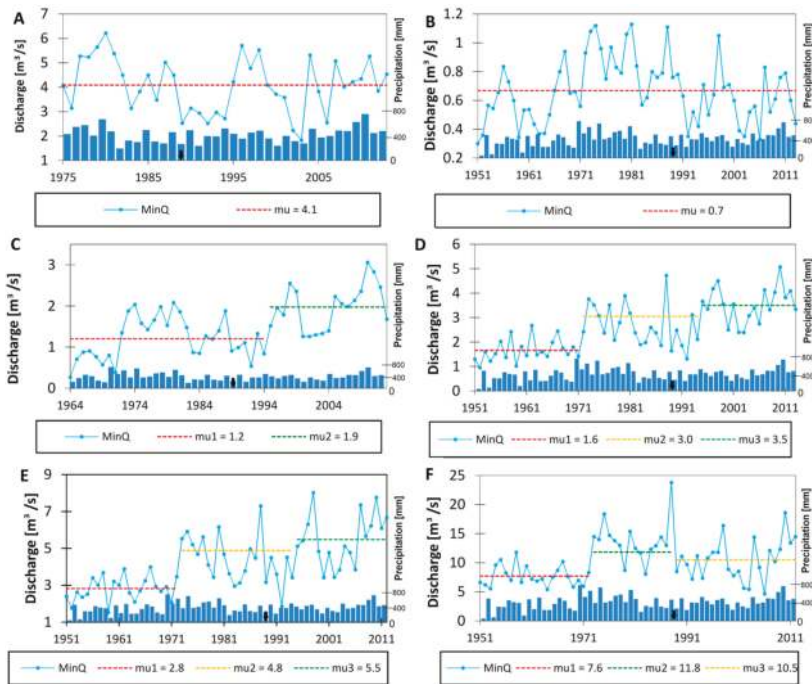 A
Discharge [m³/s]
7
6
5
4
3
2
1
Precipitation [mm]
800
400
0
1975
1985
1995
2005
MinQ
mu = 4.1
B
Discharge [m³/s]
1.2
1.0
0.8
0.6
0.4
0.2
Precipitation [mm]
800
400
0
1951
1961
1971
1981
1991
2001
2011
MinQ
mu = 0.7
C
Discharge [m³/s]
3
2
1
0
Precipitation [mm]
800
400
0
1964
1974
1984
1994
2004
MinQ
mu1 = 1.2
mu2 = 1.9
D
Discharge [m³/s]
6
5
4
3
2
1
0
Precipitation [mm]
800
400
0
1951
1961
1971
1981
1991
2001
2011
MinQ
mu1 = 1.6
mu2 = 3.0
mu3 = 3.5
E
Discharge [m³/s]
9
7
5
3
1
Precipitation [mm]
800
400
0
1951
1961
1971
1981
1991
2001
2011
MinQ
mu1 = 2.8
mu2 = 4.8
mu3 = 5.5
F
Discharge [m³/s]
25
20
15
10
5
0
Precipitation [mm]
800
400
0
1951
1971
1991
2011
MinQ
mu1 = 7.6
mu2 = 11.8
mu3 = 10.5